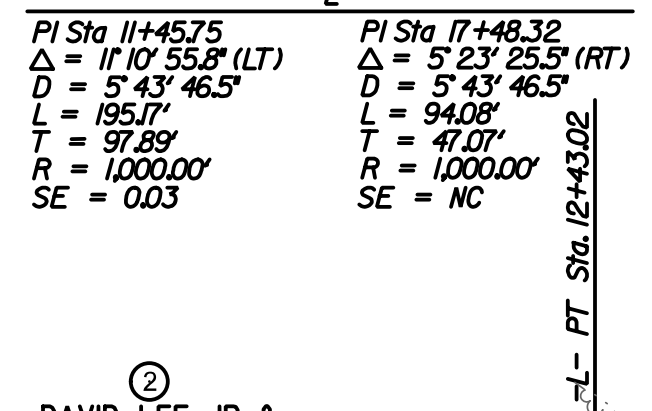 PI Sta 11+45.75
Δ = 11° 10' 55.8" (LT)
D = 5° 43' 46.5"
L = 195.17'
T = 97.89'
R = 1,000.00'
SE = 0.03
PI Sta 17+48.32
Δ = 5° 23' 25.5" (RT)
D = 5° 43' 46.5"
L = 94.08'
T = 47.07'
R = 1,000.00'
SE = NC
-L- PT Sta. 12+43.02
2